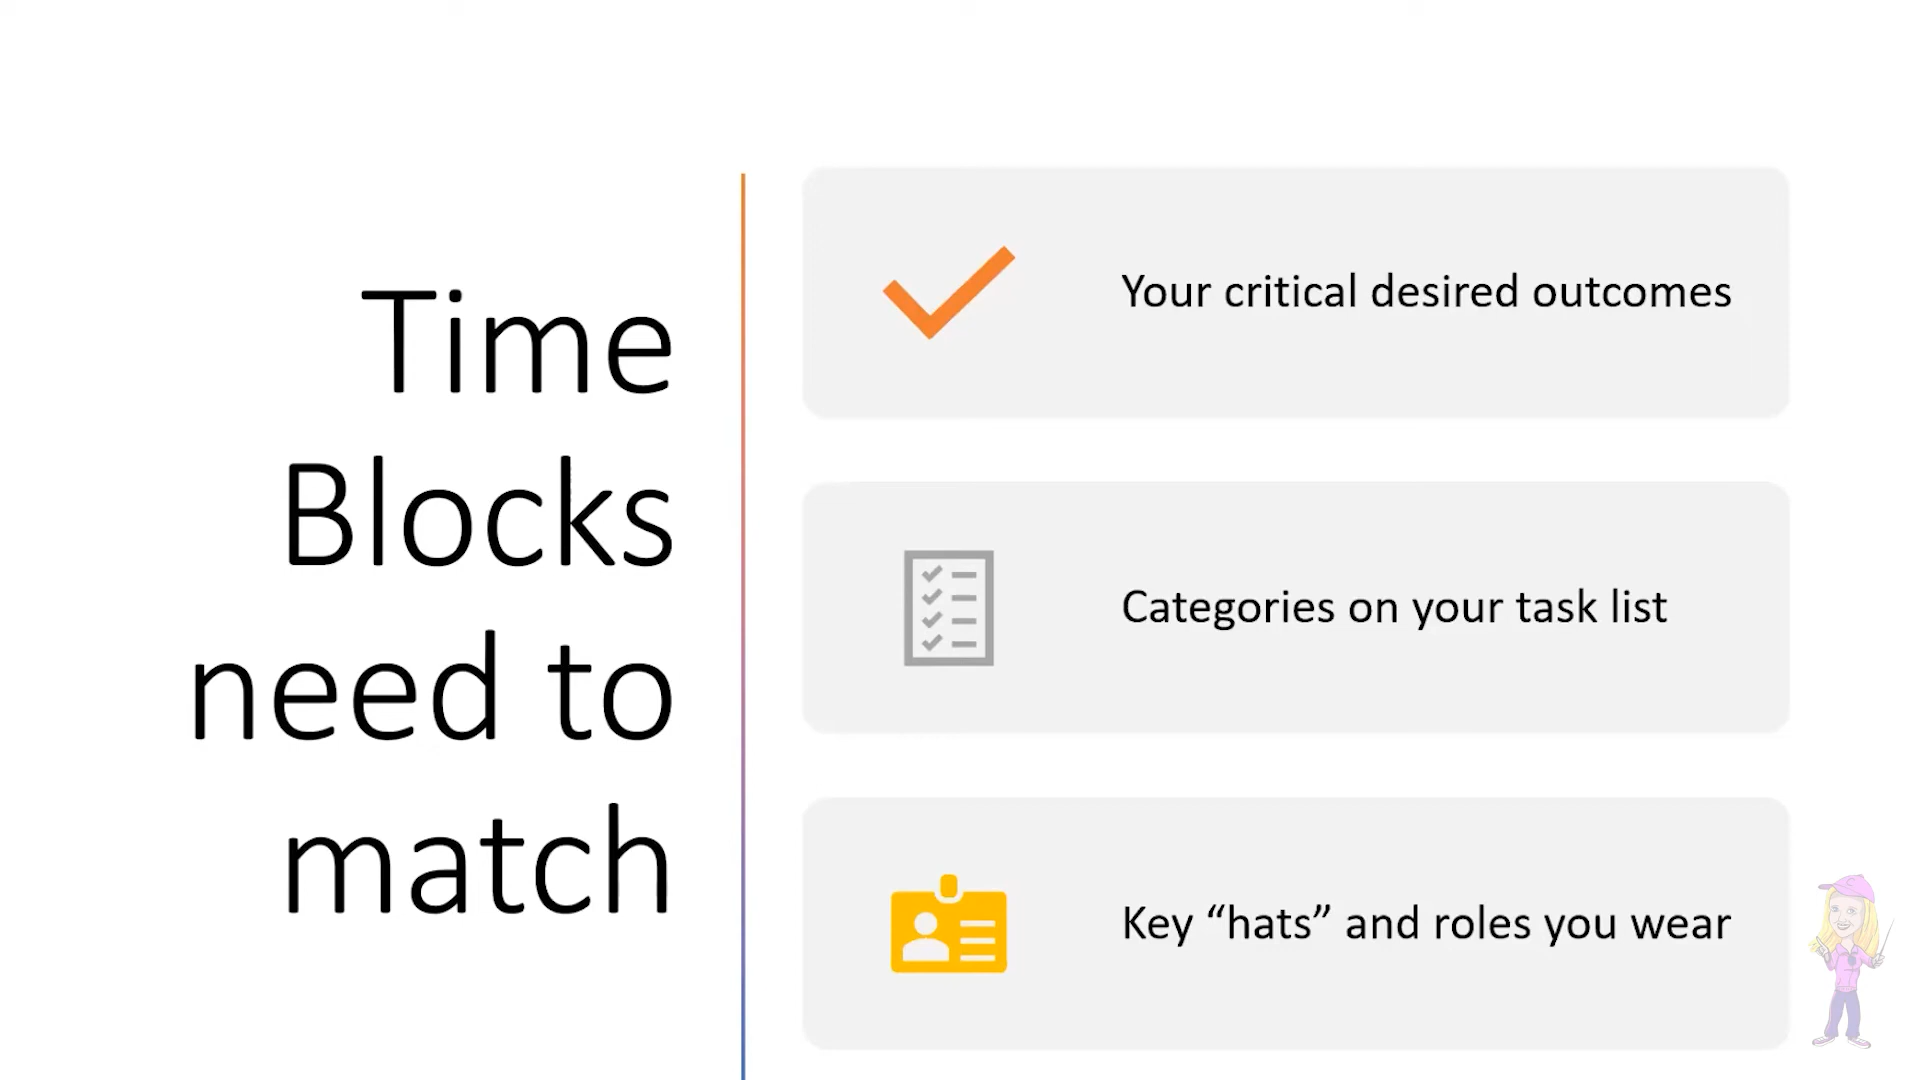 Time
Blocks
need to
match
Your critical desired outcomes
Categories on your task list
Key “hats” and roles you wear